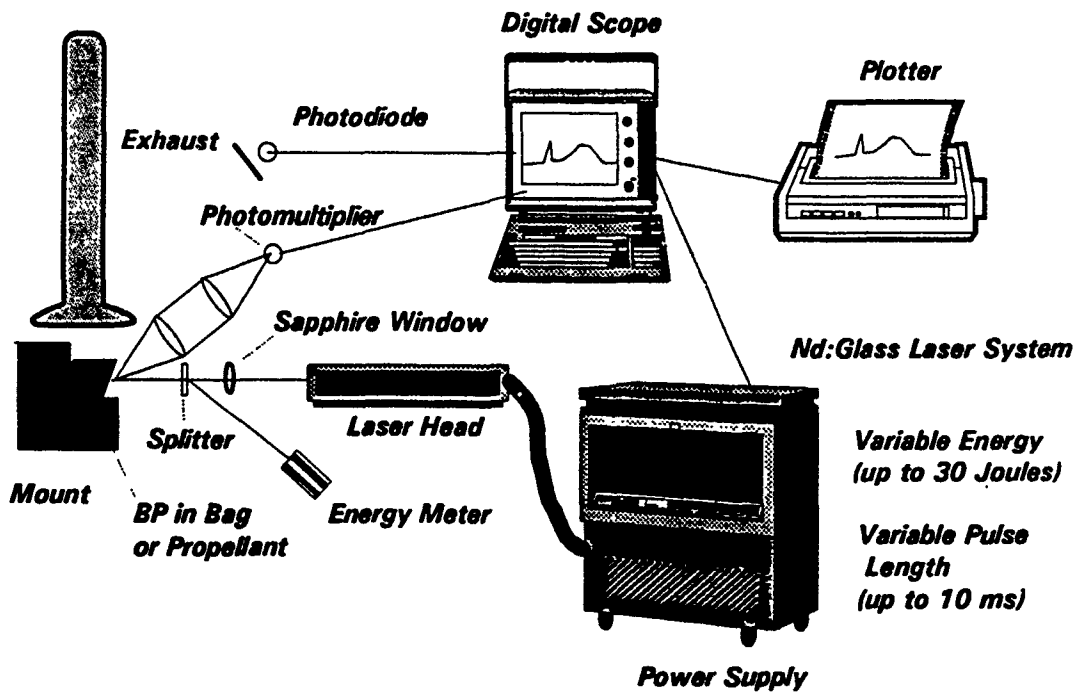 Digital Scope
Plotter
Photodiode
Exhaust
Photomultiplier
Sapphire Window
Nd:Glass Laser System
Laser Head
Splitter
Variable Energy
(up to 30 Joules)
Mount
BP in Bag
or Propellant
Energy Meter
Variable Pulse
Length
(up to 10 ms)
Power Supply